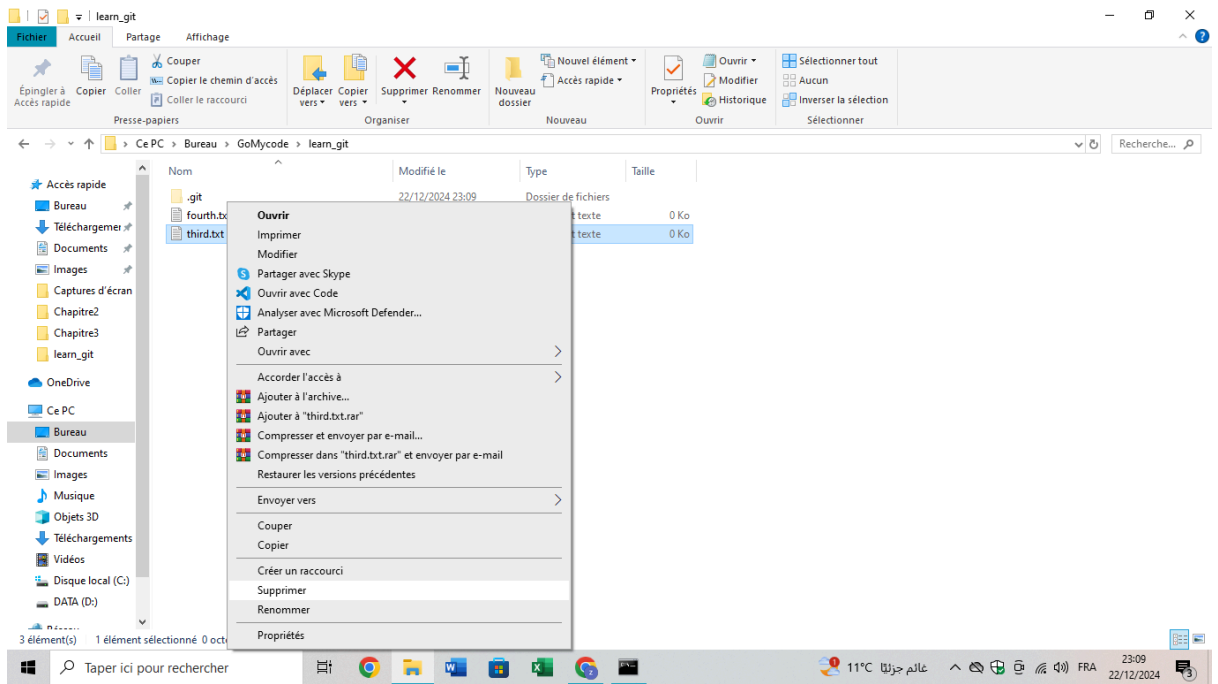 learn_git
Fichier Accueil Partage Affichage
Épingler à Accès rapide
Copier
Coller
Couper
Copier le chemin d'accès
Coller le raccourci
Presse-papiers
Déplacer vers
Copier vers
Supprimer
Renommer
Organiser
Nouveau dossier
Nouvel élément
Accès rapide
Nouveau
Propriétés
Ouvrir
Modifier
Historique
Ouvrir
Sélectionner tout
Aucun
Inverser la sélection
Sélectionner
Ce PC > Bureau > GoMycode > learn_git
Recherche...
Accès rapide
Bureau
Téléchargemer
Documents
Images
Captures d'écran
Chapitre2
Chapitre3
learn_git
OneDrive
Ce PC
Bureau
Documents
Images
Musique
Objets 3D
Téléchargements
Vidéos
Disque local (C:)
DATA (D:)
Nom Modifié le Type Taille
.git 22/12/2024 23:09 Dossier de fichiers
fourth.tx t texte 0 Ko
third.txt t texte 0 Ko
Ouvrir
Imprimer
Modifier
Partager avec Skype
Ouvrir avec Code
Analyser avec Microsoft Defender...
Partager
Ouvrir avec
Accorder l'accès à
Ajouter à l'archive...
Ajouter à "third.txt.rar"
Compresser et envoyer par e-mail...
Compresser dans "third.txt.rar" et envoyer par e-mail
Restaurer les versions précédentes
Envoyer vers
Couper
Copier
Créer un raccourci
Supprimer
Renommer
Propriétés
3 élément(s) 1 élément sélectionné 0 octe
Taper ici pour rechercher
11°C غائم جزئيًا
FRA
23:09
22/12/2024
3